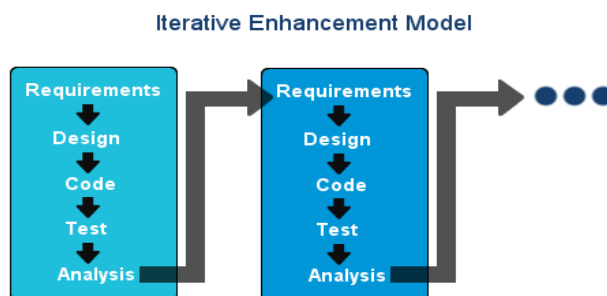 Iterative Enhancement Model
Requirements
Design
Code
Test
Analysis
Requirements
Design
Code
Test
Analysis